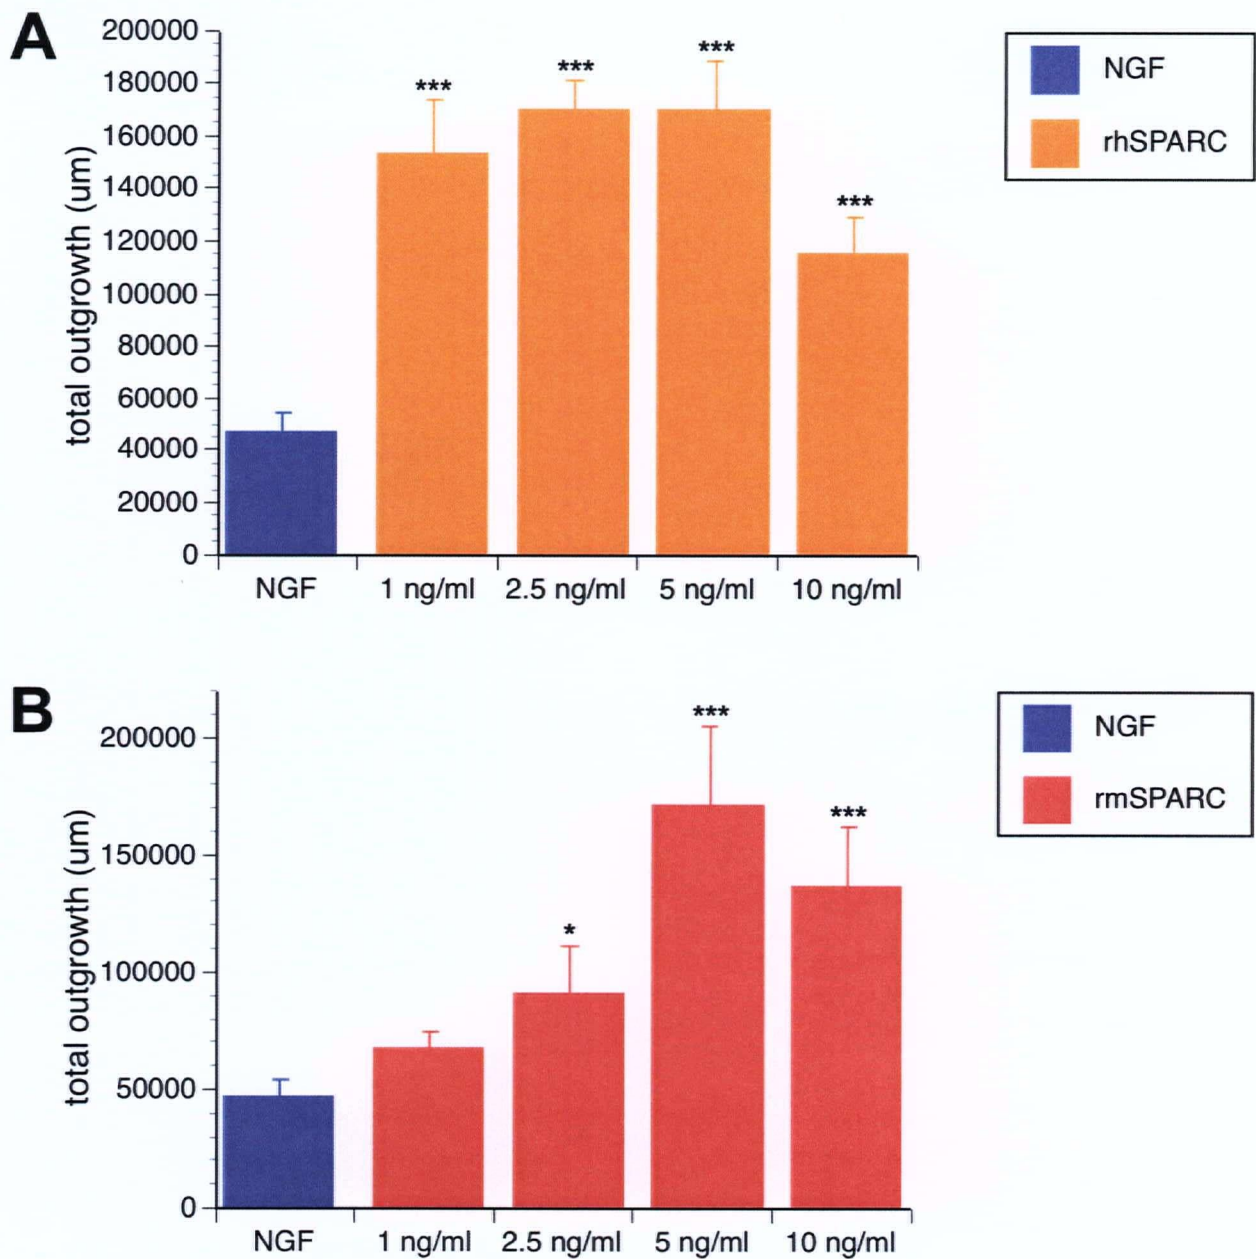 A
total outgrowth (um)
200000
180000
160000
140000
120000
100000
80000
60000
40000
20000
0
***
***
***
***
NGF 1 ng/ml 2.5 ng/ml 5 ng/ml 10 ng/ml
NGF
rhSPARC
B
total outgrowth (um)
200000
150000
100000
50000
0
*
***
***
NGF 1 ng/ml 2.5 ng/ml 5 ng/ml 10 ng/ml
NGF
rmSPARC